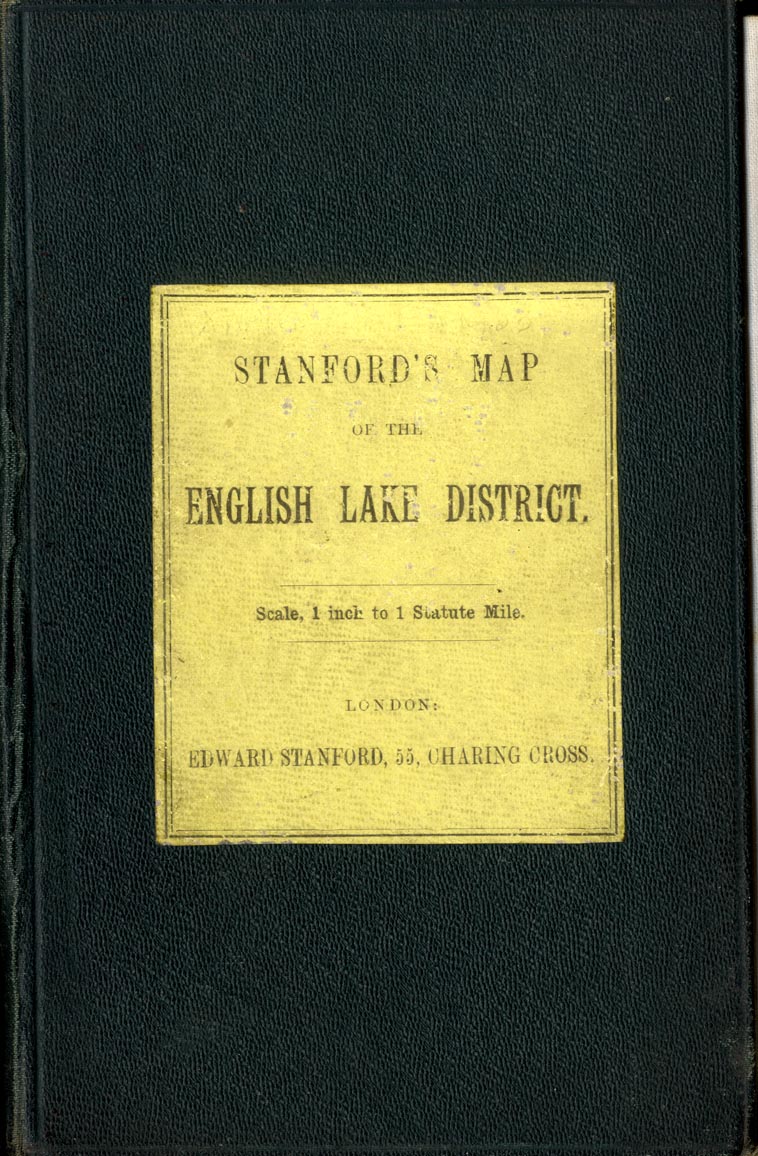 STANFORD'S MAP
OF THE
ENGLISH LAKE DISTRICT.
Scale, 1 inch to 1 Statute Mile.
LONDON:
EDWARD STANFORD, 55, CHARING CROSS.